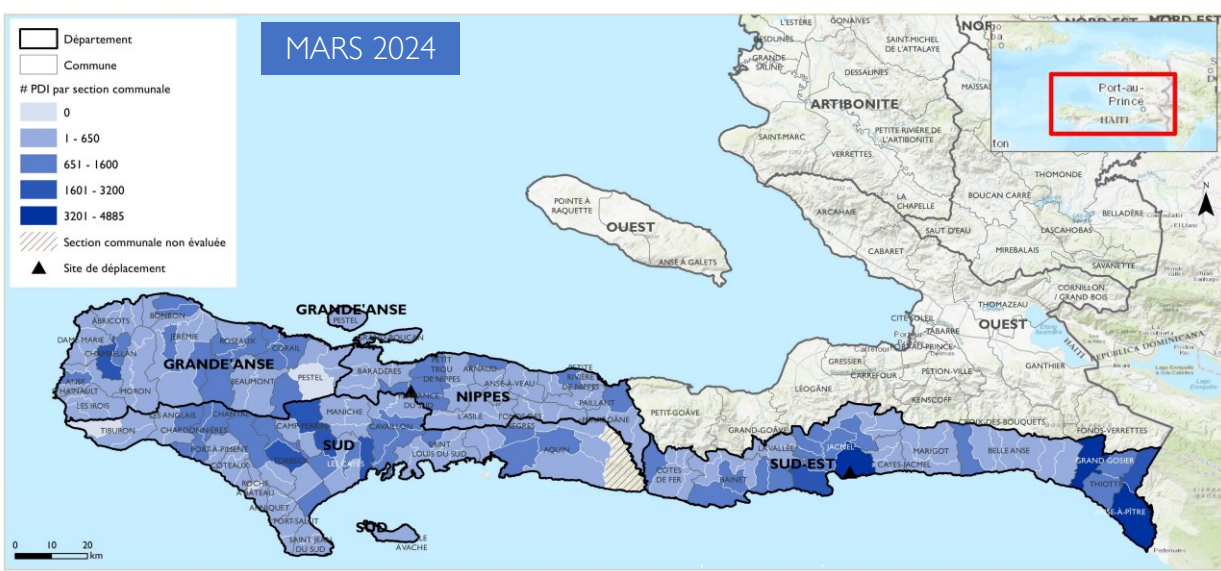 MARS 2024
Département
Commune
# PDI par section communale
0
1 - 650
651 - 1600
1601 - 3200
3201 - 4885
Section communale non évaluée
Site de déplacement
L'ESTÈRE
GONAÏVES
SAINT-MICHEL
DE L'ATTALAYE
GRANDE
SALINE
DESSALINES
ARTIBONITE
SAINT-MARC
PETITE RIVIÈRE DE
L'ARTIBONITE
VERRETTES
LA
CHAPELLE
Port-au-
Prince
HAITI
ton
N
THOMONDE
BOUCAN CARRÉ
BELLADÈRE
LASCAHOBAS
SAUT D'EAU
MIREBALAIS
SAVANETTE
ARCAHAIE
CABARET
POINTE À
RAQUETTE
OUEST
ANSE À GALETS
CORNILLON
/ GRAND BOIS
THOMAZEAU
OUEST
CITÉ SOLEIL
TABARRE
GANTHIER
HAITI
REPÚBLICA DOMINICANA
GRESSIER
CARREFOUR
PÉTION-VILLE
KENSCOFF
CROIX-DES-BOUQUETS
FONDS-VERRETTES
LÉOGÂNE
PETIT-GOÂVE
GRAND-GOÂVE
GRANDE'ANSE
PESTEL
ABRICOTS
BONBON
JÉRÉMIE
ROSEAUX
CORAIL
DAME-MARIE
CHAMBELLAN
GRANDE'ANSE
ANSE
D'HAINAULT
MORON
BEAUMONT
PESTEL
LES IROIS
BARADÈRES
PETIT
TROU
DE NIPPES
ARNAUD
ANSE-À-VEAU
PETITE
RIVIÈRE
DE NIPPES
NIPPES
PAILLANT
L'ASILE
TIBURON
LES ANGLAIS
CHARDONNIÈRES
CHANTAL
CAMP-PERRIN
MANICHE
CAVAILLON
SUD
LES CAYES
SAINT
LOUIS DU SUD
AQUIN
PORT-À-PIMENT
COTEAUX
TORBECK
ROCHE
À BATEAU
ARNIQUET
PORT-SALUT
SAINT JEAN
DU SUD
SUD
ÎLE
À VACHE
CÔTES
DE FER
BAINET
LAVALLÉE
JACMEL
SUD-EST
CAYES-JACMEL
MARIGOT
BELLE ANSE
GRAND GOSIER
THIOTTE
ANSE-À-PÎTRE
Pedernales
0 10 20
km